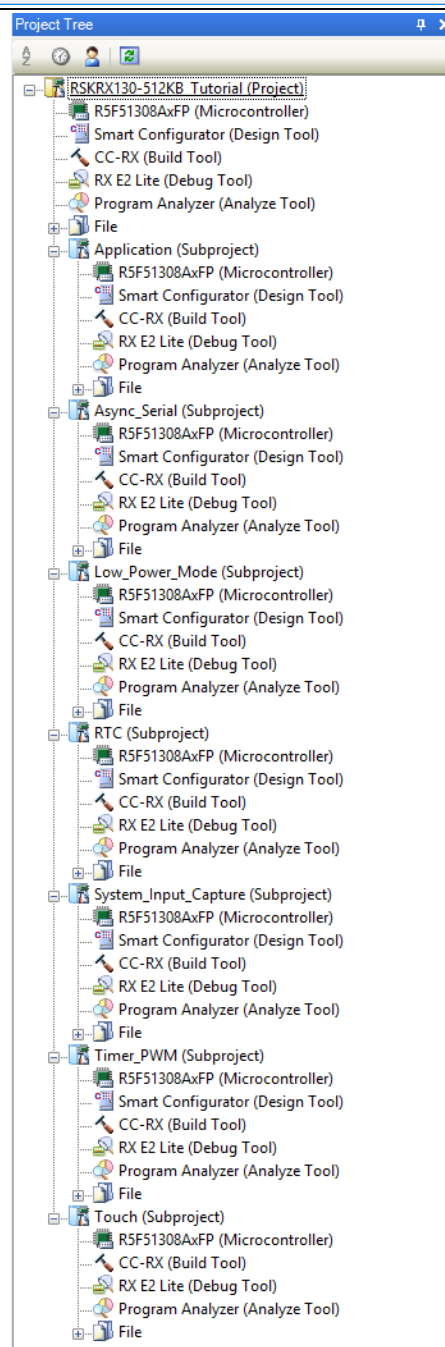 Project Tree
RSKRX130-512KB_Tutorial (Project)
R5F51308AxFP (Microcontroller)
Smart Configurator (Design Tool)
CC-RX (Build Tool)
RX E2 Lite (Debug Tool)
Program Analyzer (Analyze Tool)
File
Application (Subproject)
R5F51308AxFP (Microcontroller)
Smart Configurator (Design Tool)
CC-RX (Build Tool)
RX E2 Lite (Debug Tool)
Program Analyzer (Analyze Tool)
File
Async_Serial (Subproject)
R5F51308AxFP (Microcontroller)
Smart Configurator (Design Tool)
CC-RX (Build Tool)
RX E2 Lite (Debug Tool)
Program Analyzer (Analyze Tool)
File
Low_Power_Mode (Subproject)
R5F51308AxFP (Microcontroller)
Smart Configurator (Design Tool)
CC-RX (Build Tool)
RX E2 Lite (Debug Tool)
Program Analyzer (Analyze Tool)
File
RTC (Subproject)
R5F51308AxFP (Microcontroller)
Smart Configurator (Design Tool)
CC-RX (Build Tool)
RX E2 Lite (Debug Tool)
Program Analyzer (Analyze Tool)
File
System_Input_Capture (Subproject)
R5F51308AxFP (Microcontroller)
Smart Configurator (Design Tool)
CC-RX (Build Tool)
RX E2 Lite (Debug Tool)
Program Analyzer (Analyze Tool)
File
Timer_PWM (Subproject)
R5F51308AxFP (Microcontroller)
Smart Configurator (Design Tool)
CC-RX (Build Tool)
RX E2 Lite (Debug Tool)
Program Analyzer (Analyze Tool)
File
Touch (Subproject)
R5F51308AxFP (Microcontroller)
CC-RX (Build Tool)
RX E2 Lite (Debug Tool)
Program Analyzer (Analyze Tool)
File